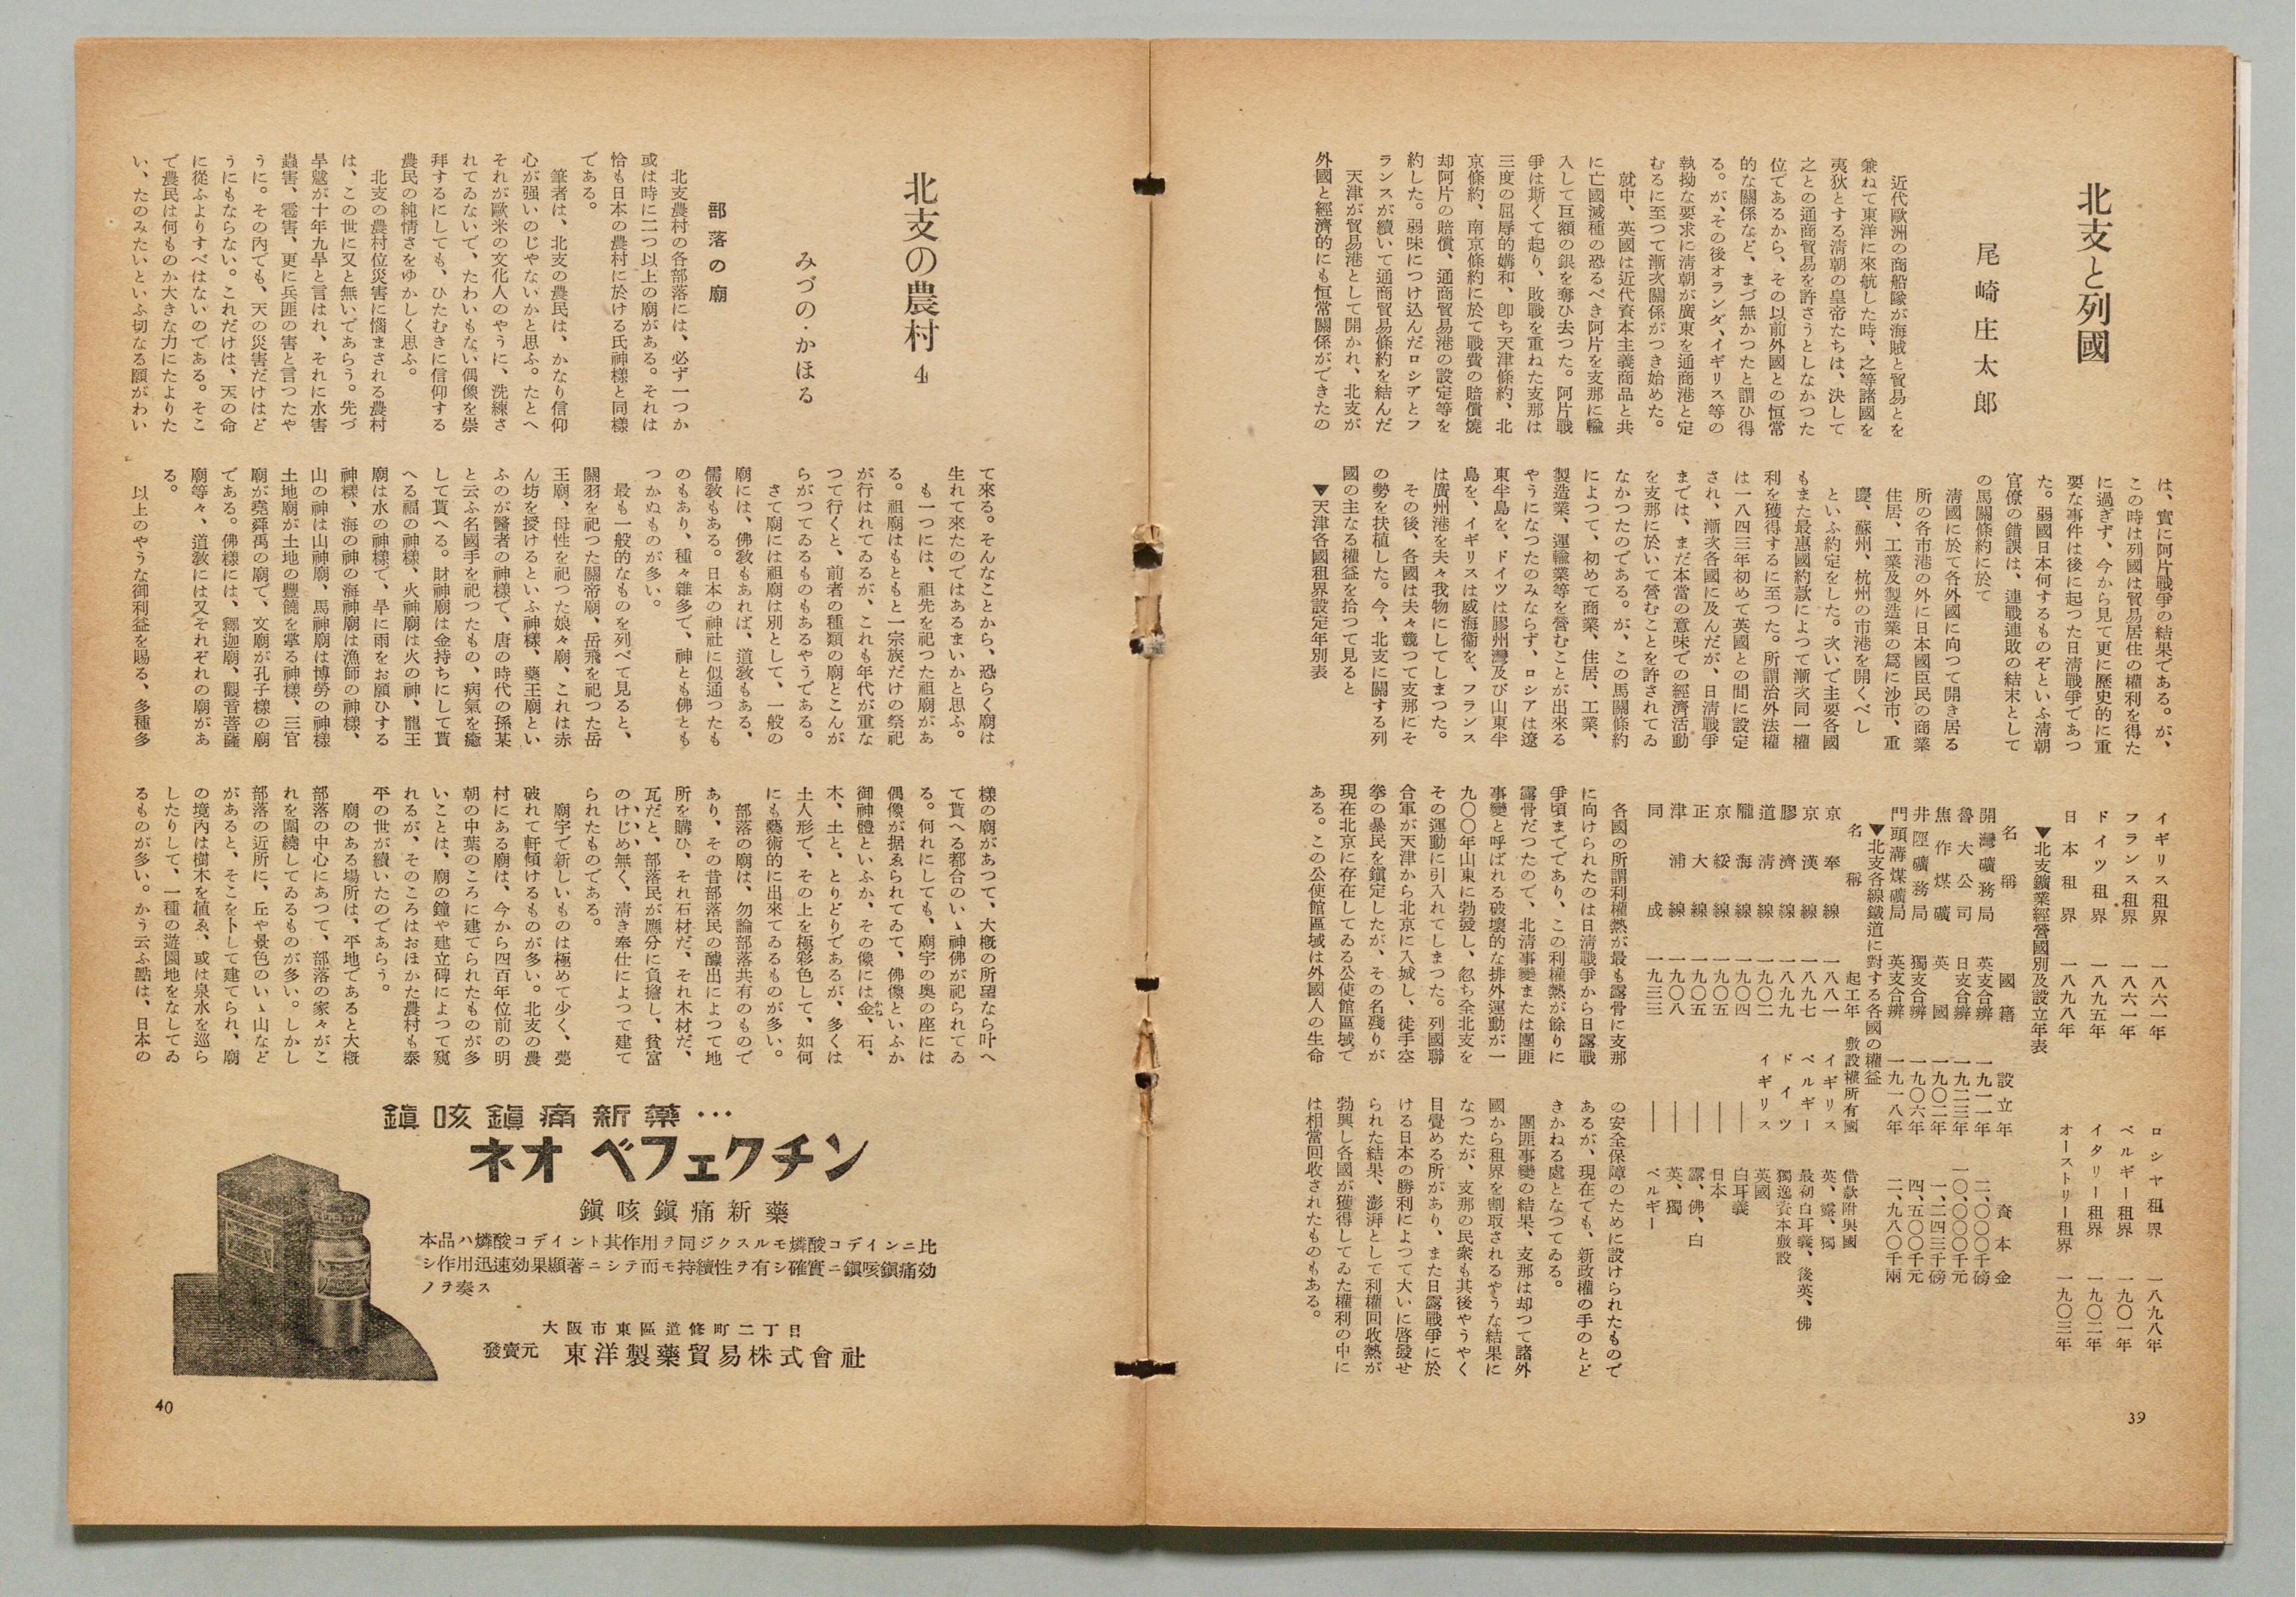 北支と列國
尾崎庄太郎
近代歐洲の商船隊が海賊と貿易とを
兼ねて東洋に來航した時、之等諸國を
夷狄とする淸朝の皇帝たちは、決して
之との通商貿易を許さうとしなかつた
位であるから、その以前外國との恒常
的な關係など、まづ無かつたと謂ひ得
る。が、その後オランダ、イギリス等の
執拗な要求に淸朝が廣東を通商港と定
むるに至つて漸次關係がつき始めた。
就中、英國は近代資本主義商品と共
に亡國滅種の恐るべき阿片を支那に輸
入して巨額の銀を奪ひ去つた。阿片戰
爭は斯くて起り、敗戰を重ねた支那は
三度の屈辱的媾和、卽ち天津條約、北
京條約、南京條約に於て戰費の賠償燒
却阿片の賠償、通商貿易港の設定等を
約した。弱味につけ込んだロシアとフ
ランスが續いて通商貿易條約を結んだ
天津が貿易港として開かれ、北支が
外國と經濟的にも恒常關係ができたの
は、實に阿片戰爭の結果である。が、
この時は列國は貿易居住の權利を得た
に過ぎず、今から見て更に歷史的に重
要な事件は後に起つた日淸戰爭であつ
た。弱國日本何するものぞといふ淸朝
官僚の錯誤は、連戰連敗の結末として
の馬關條約に於て
淸國に於て各外國に向つて開き居る
所の各市港の外に日本國臣民の商業
住居、工業及製造業の爲に沙市、重
慶、蘇州、杭州の市港を開くべし
といふ約定をした。次いで主要各國
もまた最惠國約款によつて漸次同一權
利を獲得するに至つた。所謂治外法權
は一八四三年初めて英國との間に設定
され、漸次各國に及んだが、日淸戰爭
までは、まだ本當の意味での經濟活動
を支那に於いて營むことを許されてゐ
なかつたのである。が、この馬關條約
によつて、初めて商業、住居、工業、
製造業、運輸業等を營むことが出來る
やうになつたのみならず、ロシアは遼
東半島を、ドイツは膠州灣及び山東半
島を、イギリスは威海衞を、フランス
は廣州港を夫々我物にしてしまつた。
その後、各國は夫々競つて支那にそ
の勢を扶植した。今、北支に關する列
國の主なる權益を拾つて見ると
▼天津各國租界設定年別表
イギリス租界 一八六一年 ロシヤ租界 一八九八年
フランス租界 一八六一年 ベルギー租界 一九〇一年
ドイツ租界 一八九五年 イタリー租界 一九〇二年
日本租界 一八九八年 オーストリー租界 一九〇三年
▼北支鑛業經營國別及設立年表
名稱 國籍 設立年 資本金
開灤礦務局 英支合辨 一九一一年 二、〇〇〇千磅
魯大公司 日支合辨 一九二三年 一〇、〇〇〇千元
焦作煤礦 英國 一九〇二年 一、二四三千磅
井陘礦務局 獨支合辨 一九〇六年 四、五〇〇千元
門頭溝煤礦局 英支合辨 一九一八年 二、九八〇千兩
▼北支各線鐵道に對する各國の權益
名稱 起工年 敷設權所有國 借款附與國
京奉線 一八八一 イギリス 英、露、獨
京漢線 一八九七 ベルギー 最初白耳義、後英、佛
膠濟線 一八九九 ドイツ 獨逸資本敷設
道淸線 一九〇二 イギリス 英國
隴海線 一九〇四 ―― 白耳義
京綏線 一九〇五 ―― 日本
正大線 一九〇五 ―― 露、佛、白
津浦線 一九〇八 ―― 英、獨
同成 一九三三 ―― ベルギー
各國の所謂利權熱が最も露骨に支那
に向けられたのは日淸戰爭から日露戰
爭頃までであり、この利權熱が餘りに
露骨だつたので、北淸事變または團匪
事變と呼ばれる破壞的な排外運動が一
九〇〇年山東に勃發し、忽ち全北支を
その運動に引入れてしまつた。列國聯
合軍が天津から北京に入城し、徒手空
拳の暴民を鎭定したが、その名殘りが
現在北京に存在してゐる公使館區域で
ある。この公使館區域は外國人の生命
の安全保障のために設けられたもので
あるが、現在でも、新政權の手のとど
きかねる處となつてゐる。
團匪事變の結果、支那は却つて諸外
國から租界を割取されるやうな結果に
なつたが、支那の民衆も其後やうやく
目覺める所があり、また日露戰爭に於
ける日本の勝利によつて大いに啓發せ
られた結果、澎湃として利權回收熱が
勃興し各國が獲得してゐた權利の中に
は相當回收されたものもある。
39
北支の農村 4
みづの・かほる
部落の廟
北支農村の各部落には、必ず一つか
或は時に二つ以上の廟がある。それは
恰も日本の農村に於ける氏神樣と同樣
である。
筆者は、北支の農民は、かなり信仰
心が强いのじやないかと思ふ。たとへ
それが歐米の文化人のやうに、洗練さ
れてゐないで、たわいもない偶像を崇
拜するにしても、ひたむきに信仰する
農民の純情さをゆかしく思ふ。
北支の農村位災害に惱まされる農村
は、この世に又と無いであらう。先づ
旱魃が十年九旱と言はれ、それに水害
蟲害、雹害、更に兵匪の害と言つたや
うに。その內でも、天の災害だけはど
うにもならない。これだけは、天の命
に從ふよりすべはないのである。そこ
で農民は何ものか大きな力にたよりた
い、たのみたいといふ切なる願がわい
て來る。そんなことから、恐らく廟は
生れて來たのではあるまいかと思ふ。
も一つには、祖先を祀つた祖廟があ
る。祖廟はもともと一宗族だけの祭祀
が行はれてゐるが、これも年代が重な
つて行くと、前者の種類の廟とこんが
らがつてゐるものもあるやうである。
さて廟には祖廟は別として、一般の
廟には、佛敎もあれば、道敎もある、
儒敎もある。日本の神社に似通つたも
のもあり、種々雜多で、神とも佛とも
つかぬものが多い。
最も一般的なものを列べて見ると、
關羽を祀つた關帝廟、岳飛を祀つた岳
王廟、母性を祀つた娘々廟、これは赤
ん坊を授けるといふ神樣、藥王廟とい
ふのが醫者の神樣で、唐の時代の孫某
と云ふ名國手を祀つたもの、病氣を癒
して貰へる。財神廟は金持ちにして貰
へる福の神樣、火神廟は火の神、龍王
廟は水の神樣で、旱に雨をお願ひする
神樣、海の神の海神廟は漁師の神樣、
山の神は山神廟、馬神廟は博勞の神樣
土地廟が土地の豐饒を掌る神樣、三官
廟が堯舜禹の廟で、文廟が孔子樣の廟
である。佛樣には、釋迦廟、觀音菩薩
廟等々、道敎には又それぞれの廟があ
る。
以上のやうな御利益を賜る、多種多
樣の廟があつて、大槪の所望なら叶へ
て貰へる都合のいゝ神佛が祀られてゐ
る。何れにしても、廟宇の奧の座には
偶像が据ゑられてゐて、佛像といふか
御神體といふか、その像には金、石、
かね
木、土と、とりどりであるが、多くは
土人形で、その上を極彩色して、如何
にも藝術的に出來てゐるものが多い。
部落の廟は、勿論部落共有のもので
あり、その昔部落民の醵出によつて地
所を購ひ、それ石材だ、それ木材だ、
瓦だと、部落民が應分に負擔し、貧富
のけじめ無く、淸き奉仕によつて建て
られたものである。
廟宇で新しいものは極めて少く、甍
破れて軒傾けるものが多い。北支の農
村にある廟は、今から四百年位前の明
朝の中葉のころに建てられたものが多
いことは、廟の鐘や建立碑によつて窺
れるが、そのころはおほかた農村も泰
平の世が續いたのであらう。
廟のある場所は、平地であると大槪
部落の中心にあつて、部落の家々がこ
れを圍繞してゐるものが多い。しかし
部落の近所に、丘や景色のいゝ山など
があると、そこを卜して建てられ、廟
の境內は樹木を植ゑ、或は泉水を巡ら
したりして、一種の遊園地をなしてゐ
るものが多い。かう云ふ點は、日本の
鎭咳鎭痛新藥…
ネオ ベフェクチン
鎭咳鎭痛新藥
本品ハ燐酸コデイント其作用ヲ同ジクスルモ燐酸コデインニ比
シ作用迅速効果顯著ニシテ而モ持續性ヲ有シ確實ニ鎭咳鎭痛効
ノヲ奏ス
大阪市東區道修町二丁目
發賣元 東洋製藥貿易株式會社
40